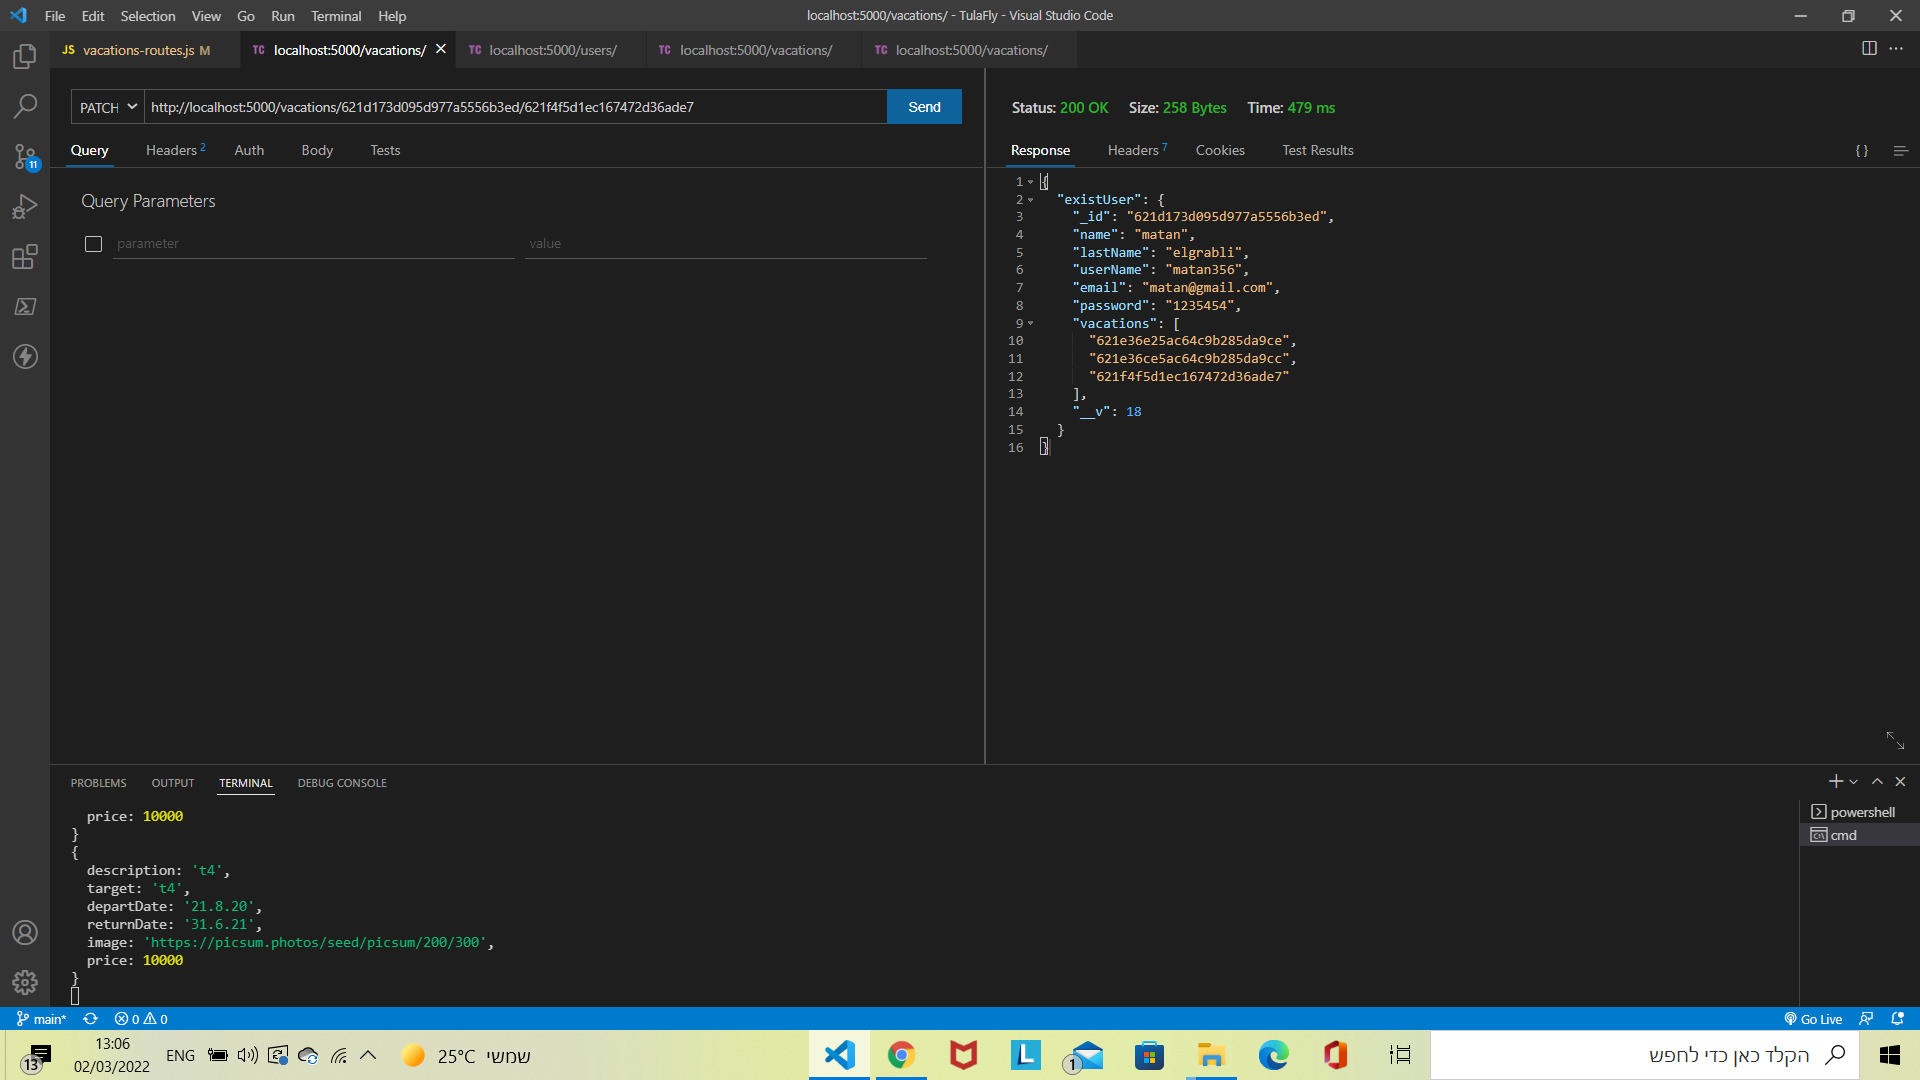 File Edit Selection View Go Run Terminal Help
localhost:5000/vacations/ - TulaFly - Visual Studio Code
JS vacations-routes.js M
TC localhost:5000/vacations/
TC localhost:5000/users/
TC localhost:5000/vacations/
TC localhost:5000/vacations/
PATCH http://localhost:5000/vacations/621d173d095d977a5556b3ed/621f4f5d1ec167472d36ade7 Send
Query Headers 2 Auth Body Tests
Query Parameters
parameter value
Status: 200 OK Size: 258 Bytes Time: 479 ms
Response Headers 7 Cookies Test Results
{ }
1 {
2 "existUser": {
3 "_id": "621d173d095d977a5556b3ed",
4 "name": "matan",
5 "lastName": "elgrabli",
6 "userName": "matan356",
7 "email": "matan@gmail.com",
8 "password": "1235454",
9 "vacations": [
10 "621e36e25ac64c9b285da9ce",
11 "621e36ce5ac64c9b285da9cc",
12 "621f4f5d1ec167472d36ade7"
13 ],
14 "__v": 18
15 }
16 }
11
PROBLEMS OUTPUT TERMINAL DEBUG CONSOLE
price: 10000
}
{
description: 't4',
target: 't4',
departDate: '21.8.20',
returnDate: '31.6.21',
image: 'https://picsum.photos/seed/picsum/200/300',
price: 10000
}
powershell
cmd
main* 0 0
Go Live
13
13:06
02/03/2022
ENG
25°C שמשי
1
הקלד כאן כדי לחפש